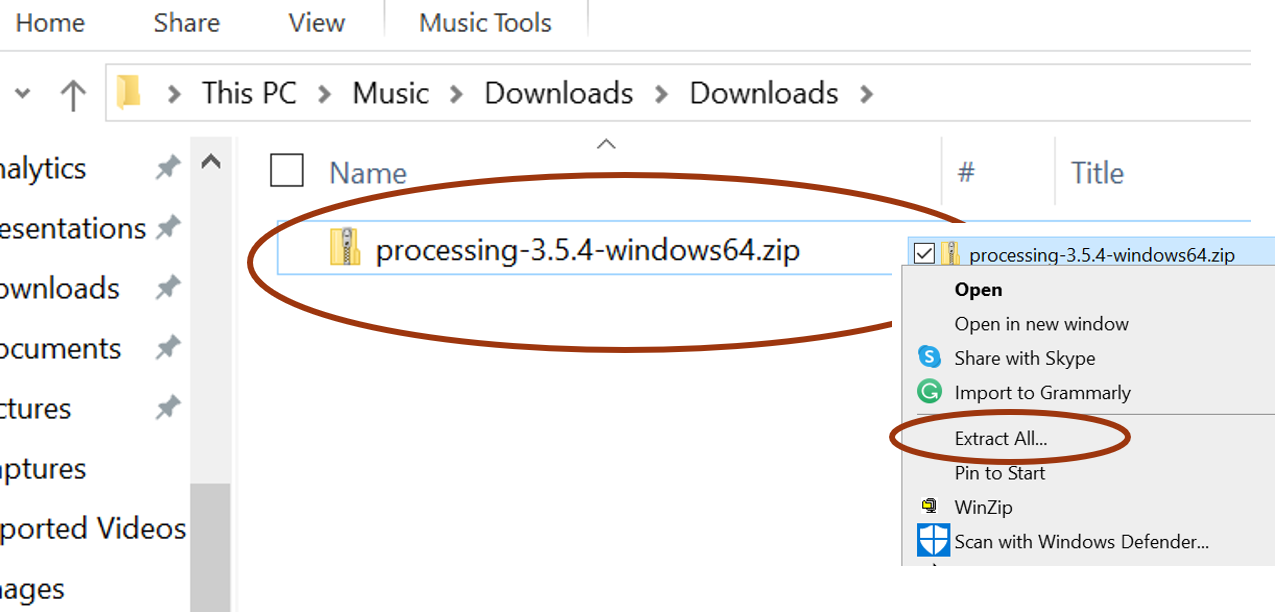 Home Share View Music Tools
This PC > Music > Downloads > Downloads >
Name # Title
processing-3.5.4-windows64.zip
nalytics
esentations
ownloads
ocuments
ctures
aptures
ported Videos
nages
processing-3.5.4-windows64.zip
Open
Open in new window
Share with Skype
Import to Grammarly
Extract All...
Pin to Start
WinZip
Scan with Windows Defender...